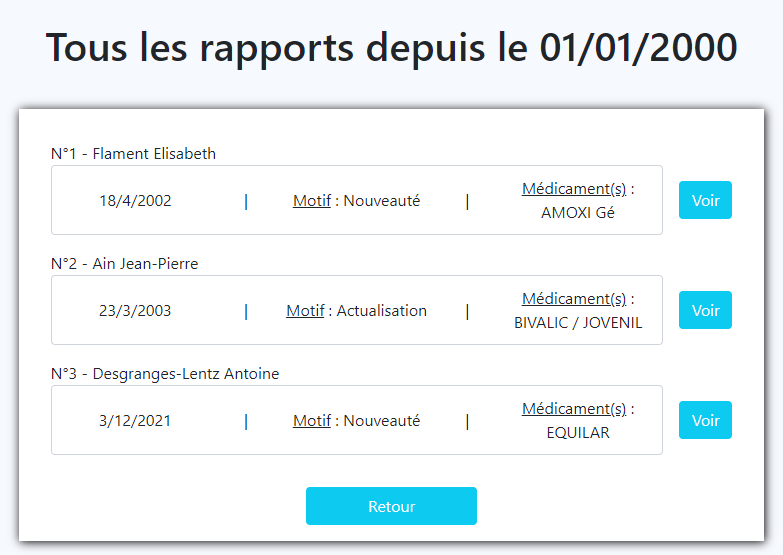 Tous les rapports depuis le 01/01/2000
N°1 - Flament Elisabeth
18/4/2002 | Motif : Nouveauté | Médicament(s) :
AMOXI Gé
Voir
N°2 - Ain Jean-Pierre
23/3/2003 | Motif : Actualisation | Médicament(s) :
BIVALIC / JOVENIL
Voir
N°3 - Desgranges-Lentz Antoine
3/12/2021 | Motif : Nouveauté | Médicament(s) :
EQUILAR
Voir
Retour